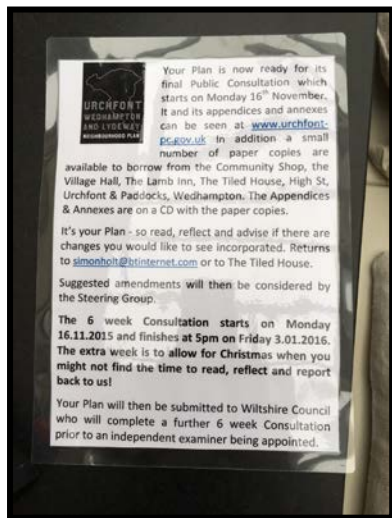 URCHFONT
WEDHAMPTON
AND LYDEWAY
NEIGHBOURHOOD PLAN
Your Plan is now ready for its
final Public Consultation which
starts on Monday 16th November.
It and its appendices and annexes
can be seen at www.urchfont-
pc.gov.uk In addition a small
number of paper copies are
available to borrow from the Community Shop, the
Village Hall, The Lamb Inn, The Tiled House, High St,
Urchfont & Paddocks, Wedhampton. The Appendices
& Annexes are on a CD with the paper copies.
It's your Plan - so read, reflect and advise if there are
changes you would like to see incorporated. Returns
to simonholt@btinternet.com or to The Tiled House.
Suggested amendments will then be considered by
the Steering Group.
The 6 week Consultation starts on Monday
16.11.2015 and finishes at 5pm on Friday 3.01.2016.
The extra week is to allow for Christmas when you
might not find the time to read, reflect and report
back to us!
Your Plan will then be submitted to Wiltshire Council
who will complete a further 6 week Consultation
prior to an independent examiner being appointed.